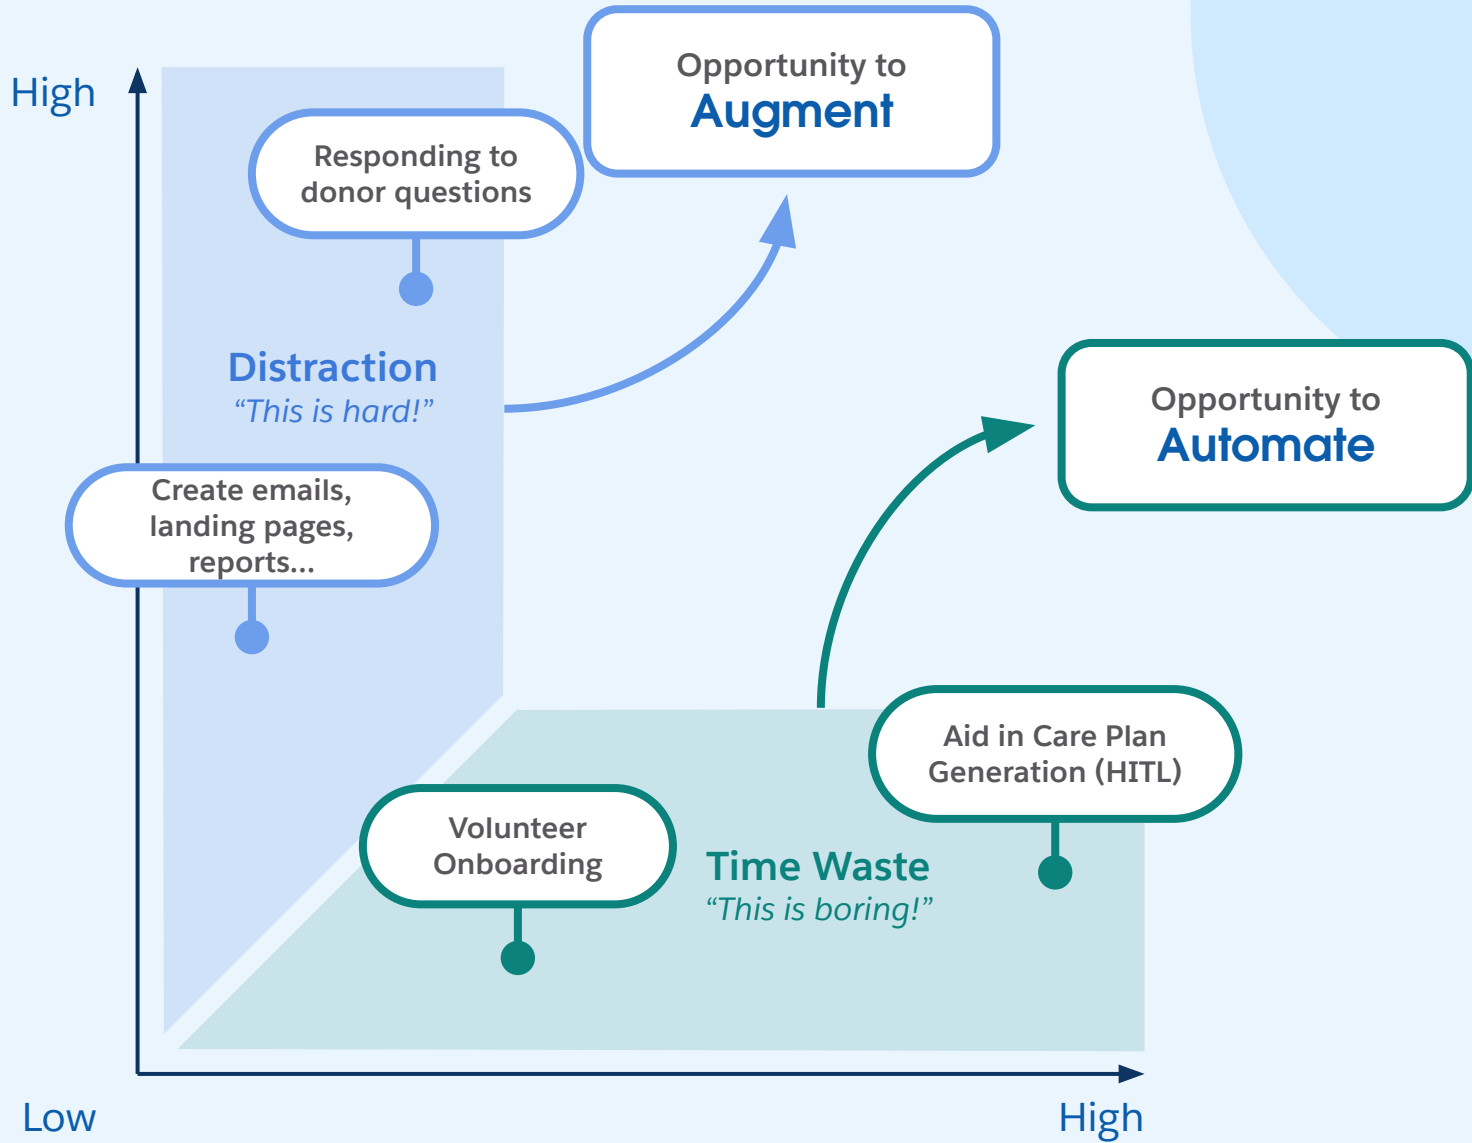 High
Opportunity to
Augment
Responding to
donor questions
Distraction
“This is hard!”
Opportunity to
Automate
Create emails,
landing pages,
reports...
Aid in Care Plan
Generation (HITL)
Volunteer
Onboarding
Time Waste
“This is boring!”
Low
High